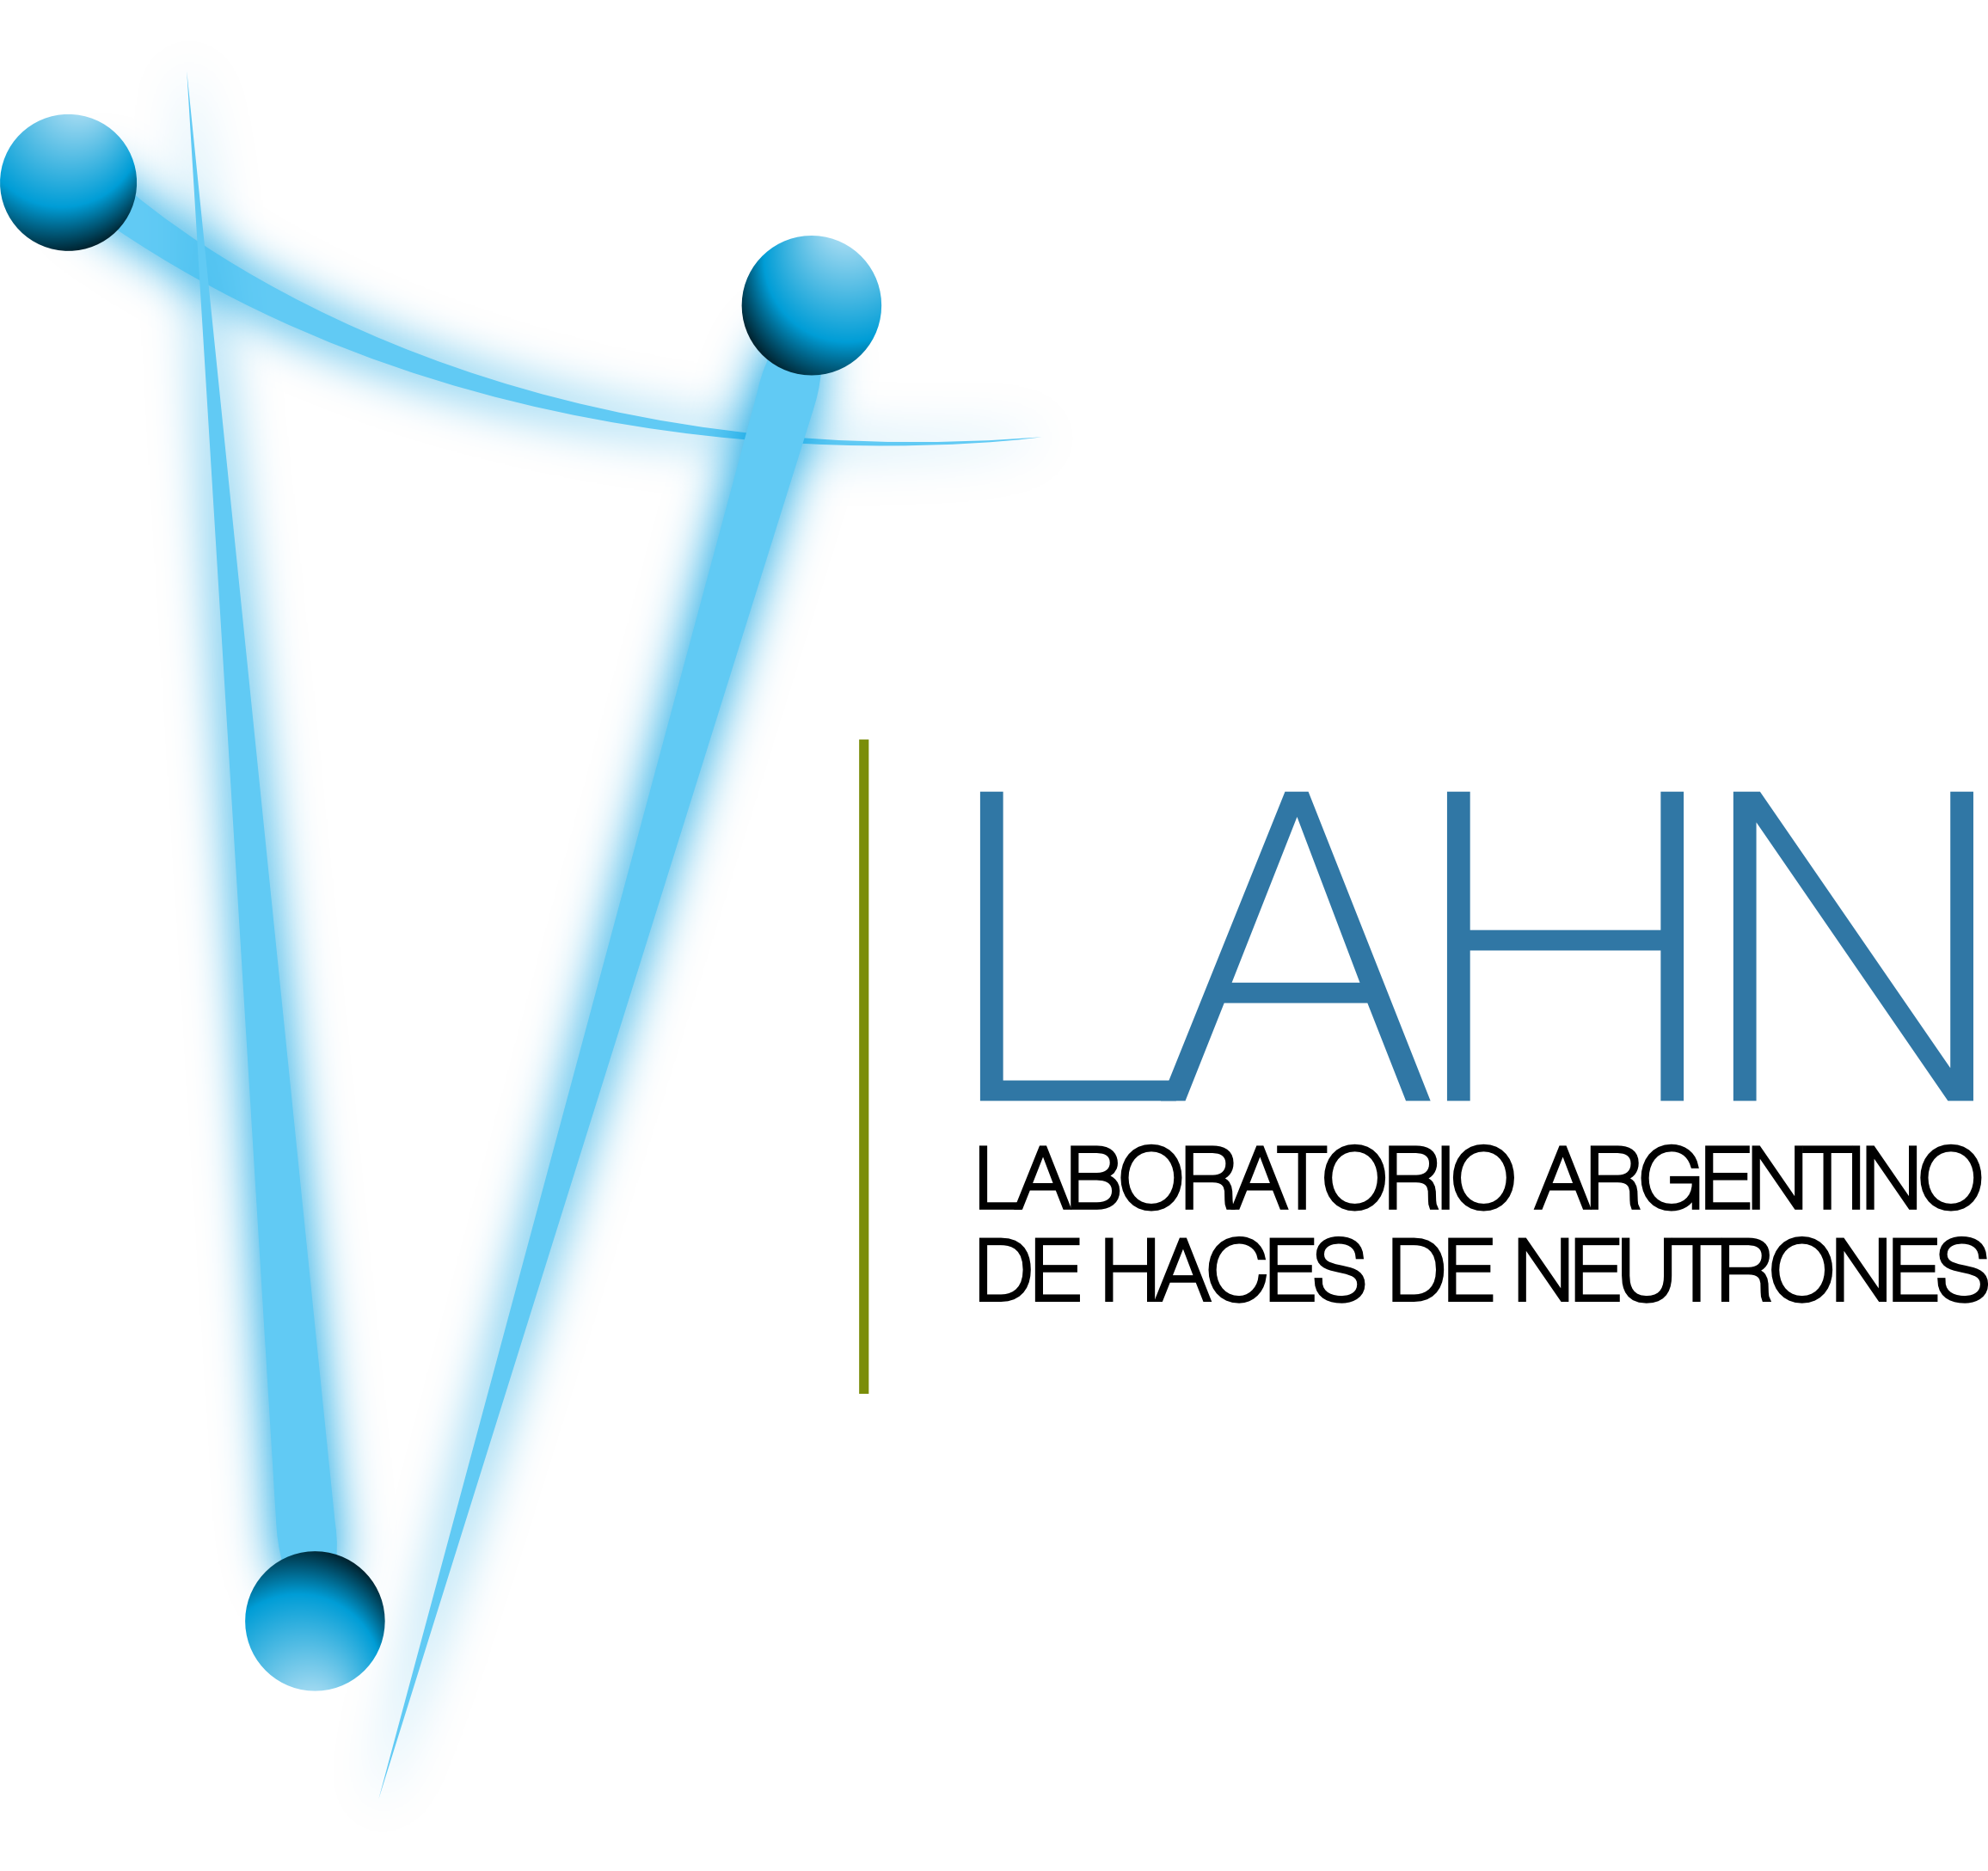 LAHN
LABORATORIO ARGENTINO
DE HACES DE NEUTRONES